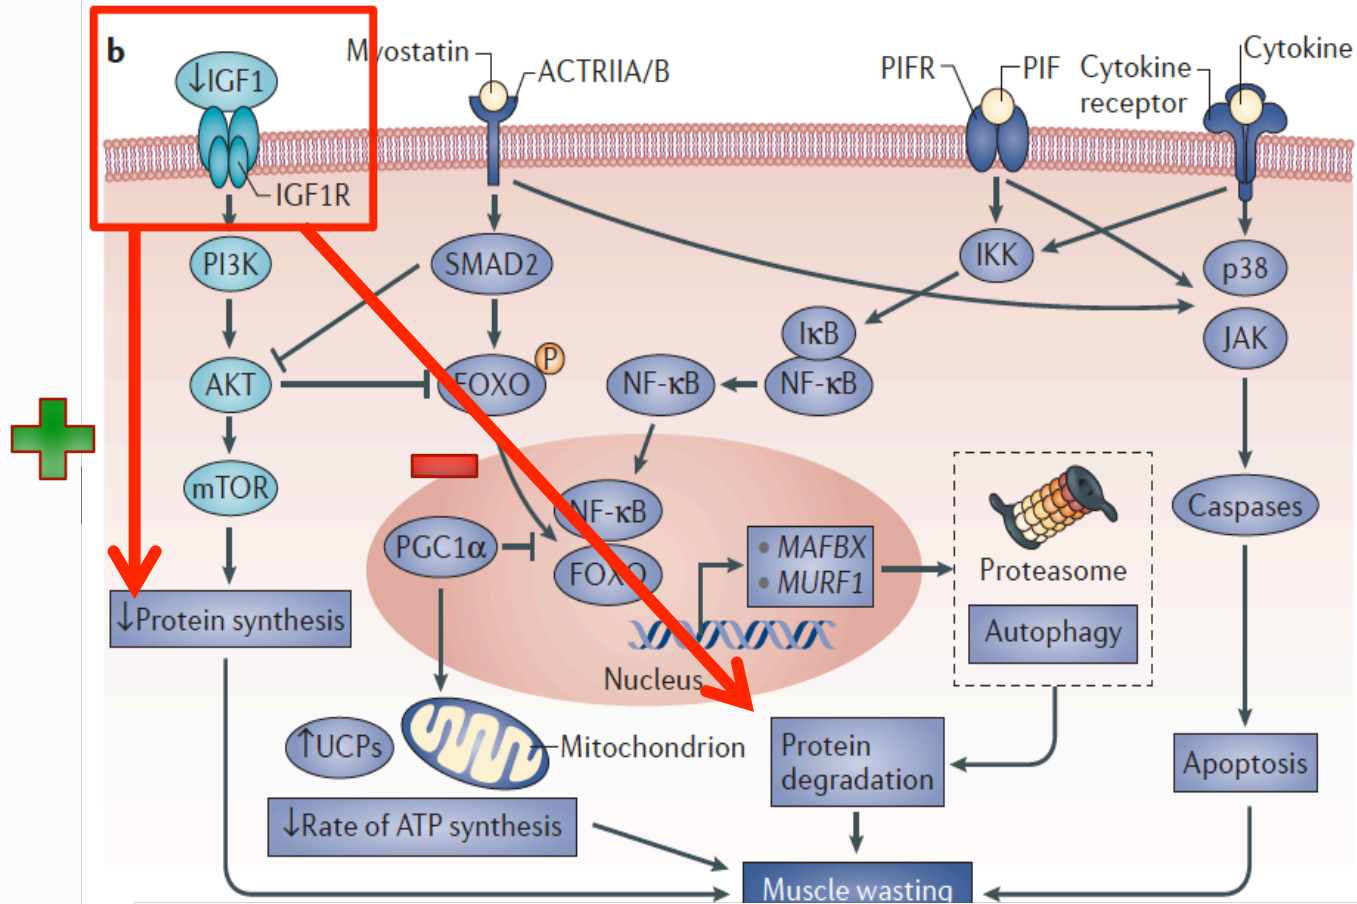 b
↓IGF1
IGF1R
Myostatin
ACTRIIA/B
PIFR
PIF
Cytokine
receptor
Cytokine
PI3K
SMAD2
IKK
p38
JAK
IκB
NF-κB
NF-κB
AKT
FOXO
P
mTOR
NF-κB
FOXO
PGC1α
• MAFBX
• MURF1
Proteasome
Autophagy
Caspases
↓Protein synthesis
Nucleus
↑UCPs
Mitochondrion
Protein
degradation
Apoptosis
↓Rate of ATP synthesis
Muscle wasting